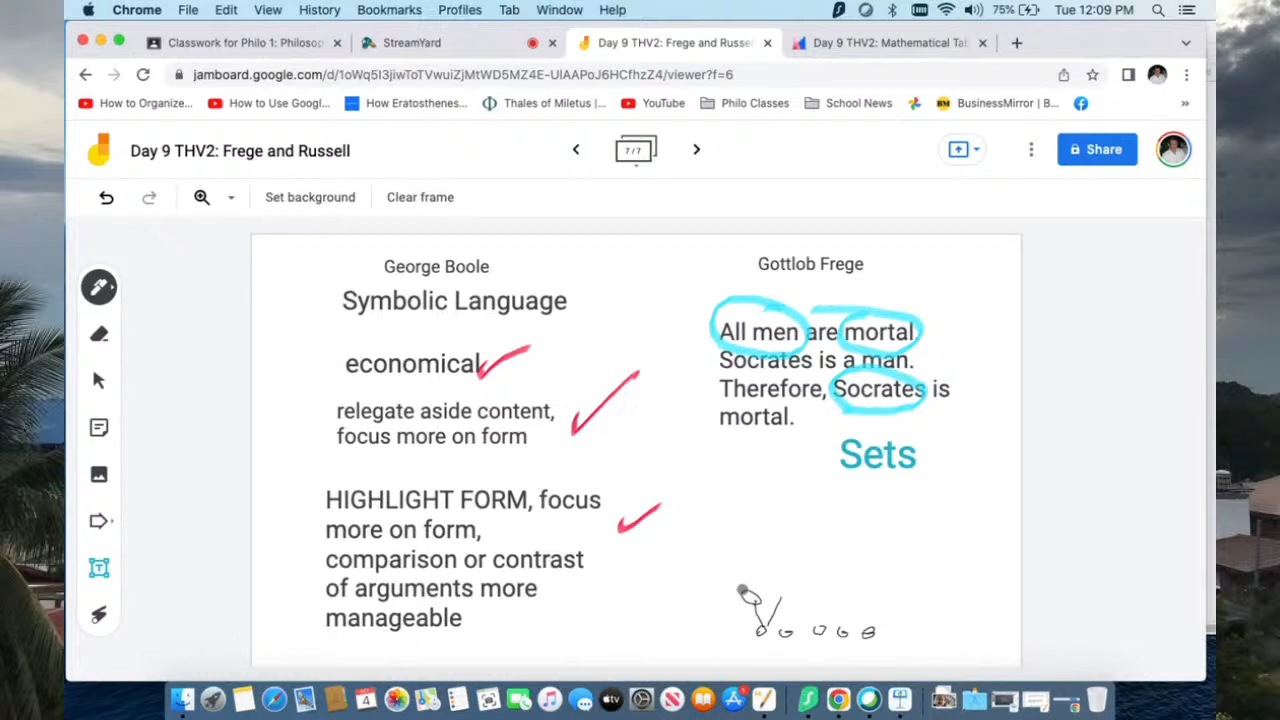 Chrome File Edit View History Bookmarks Profiles Tab Window Help 75% Tue 12:09 PM
Classwork for Philo 1: Philosop StreamYard Day 9 THV2: Frege and Russel Day 9 THV2: Mathematical Tab
jamboard.google.com/d/1oWq5I3jiwToTVwuiZjMtWD5MZ4E-UIAAPoJ6HCfhzZ4/viewer?f=6
How to Organize... How to Use Googl... How Eratosthenes... Thales of Miletus |... YouTube Philo Classes School News BusinessMirror | B... »
Day 9 THV2: Frege and Russell 7 / 7 Share
Set background Clear frame
George Boole
Symbolic Language
economical
relegate aside content,
focus more on form
HIGHLIGHT FORM, focus
more on form,
comparison or contrast
of arguments more
manageable
Gottlob Frege
All men are mortal.
Socrates is a man.
Therefore, Socrates is
mortal.
Sets